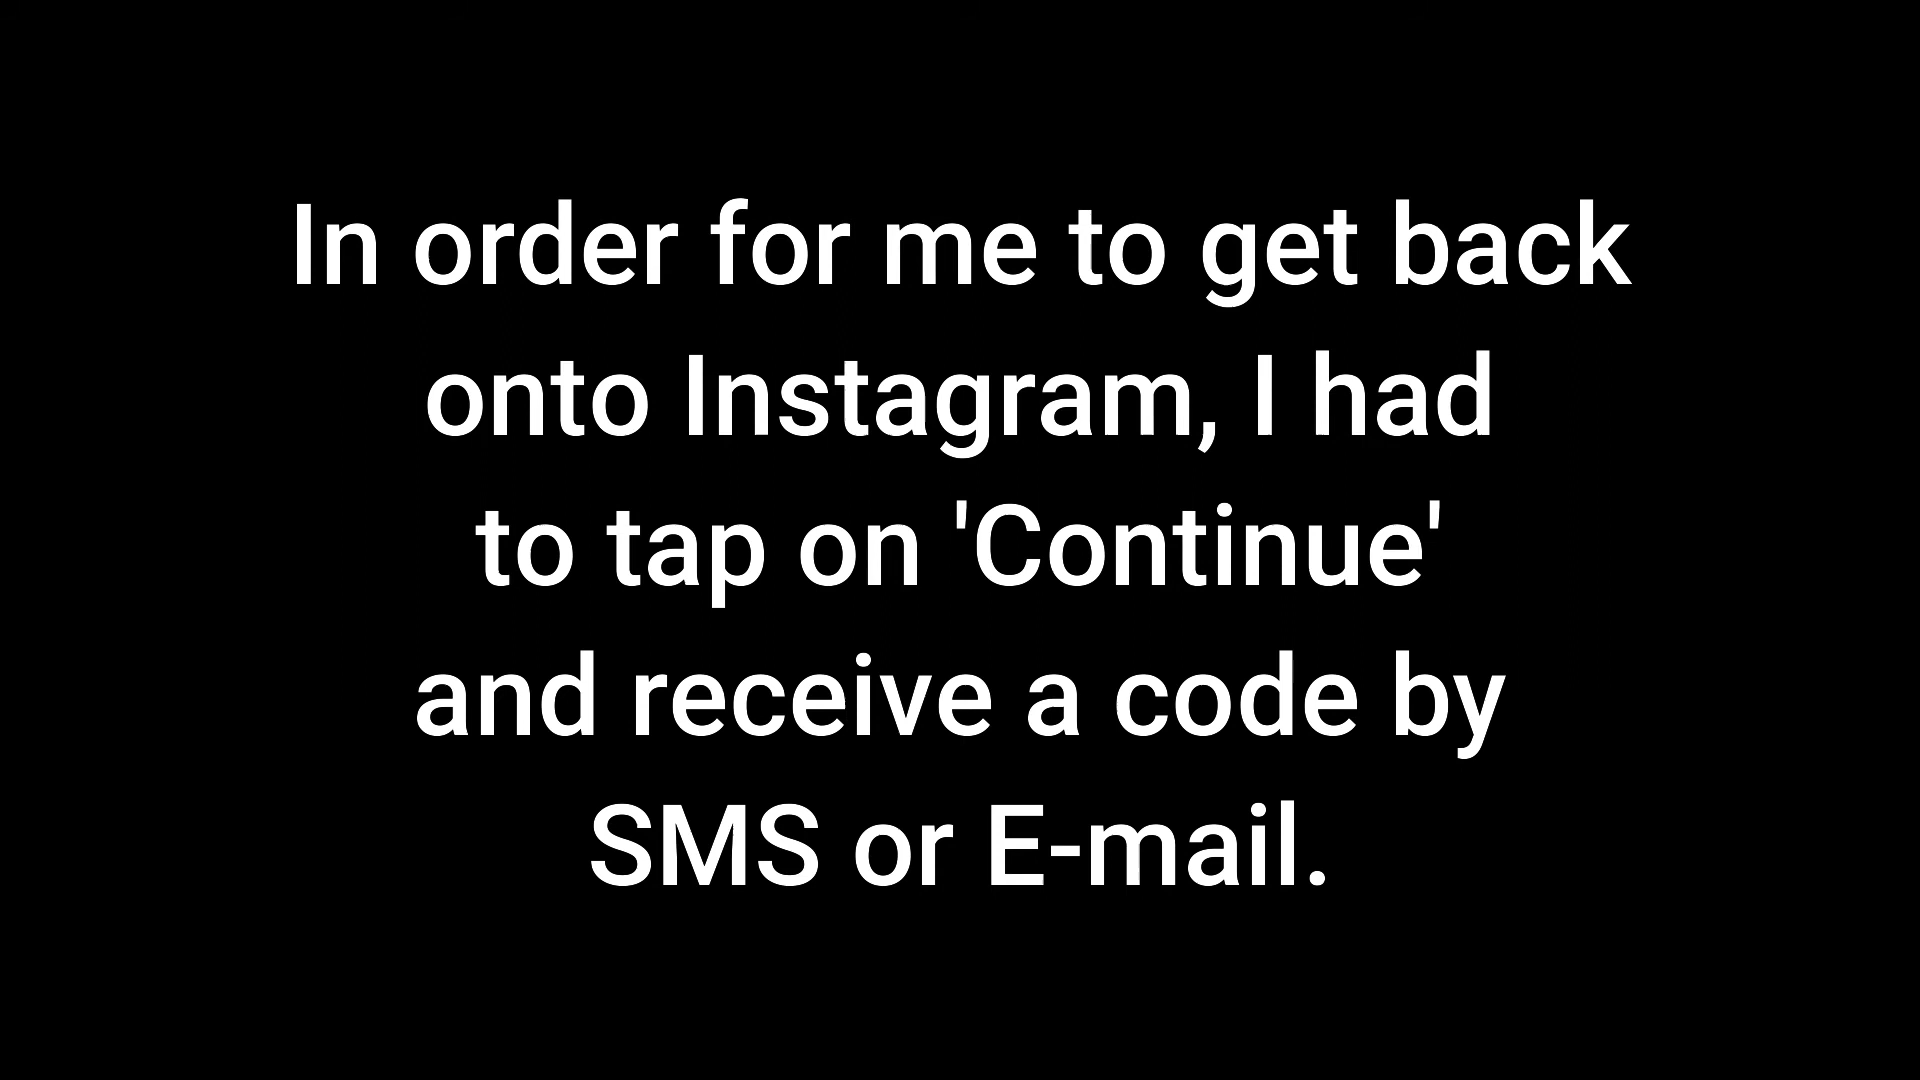 In order for me to get back
onto Instagram, I had
to tap on 'Continue'
and receive a code by
SMS or E-mail.